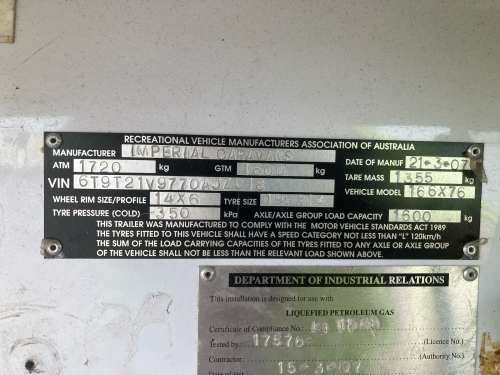 RECREATIONAL VEHICLE MANUFACTURERS ASSOCIATION OF AUSTRALIA
MANUFACTURER IMPERIAL CARAVANS DATE OF MANUF 21-3-07
ATM 1720 kg GTM kg TARE MASS 1355 kg
VIN VEHICLE MODEL 166X76
WHEEL RIM SIZE/PROFILE 14X6 TYRE SIZE
TYRE PRESSURE (COLD) 350 kPa AXLE/AXLE GROUP LOAD CAPACITY 1600 kg
THIS TRAILER WAS MANUFACTURED TO COMPLY WITH THE MOTOR VEHICLE STANDARDS ACT 1989
THE TYRES FITTED TO THIS VEHICLE SHALL HAVE A SPEED CATEGORY NOT LESS THAN "L" 120km/h
THE SUM OF THE LOAD CARRYING CAPACITIES OF THE TYRES FITTED TO ANY AXLE OR AXLE GROUP
OF THE VEHICLE SHALL NOT BE LESS THAN THE RELEVANT LOAD SHOWN ABOVE.
DEPARTMENT OF INDUSTRIAL RELATIONS
This installation is designed for use with
LIQUEFIED PETROLEUM GAS
Certificate of Compliance No.
Tested by 17576 (Licence No.)
Contractor (Authority No.)
15-3-07